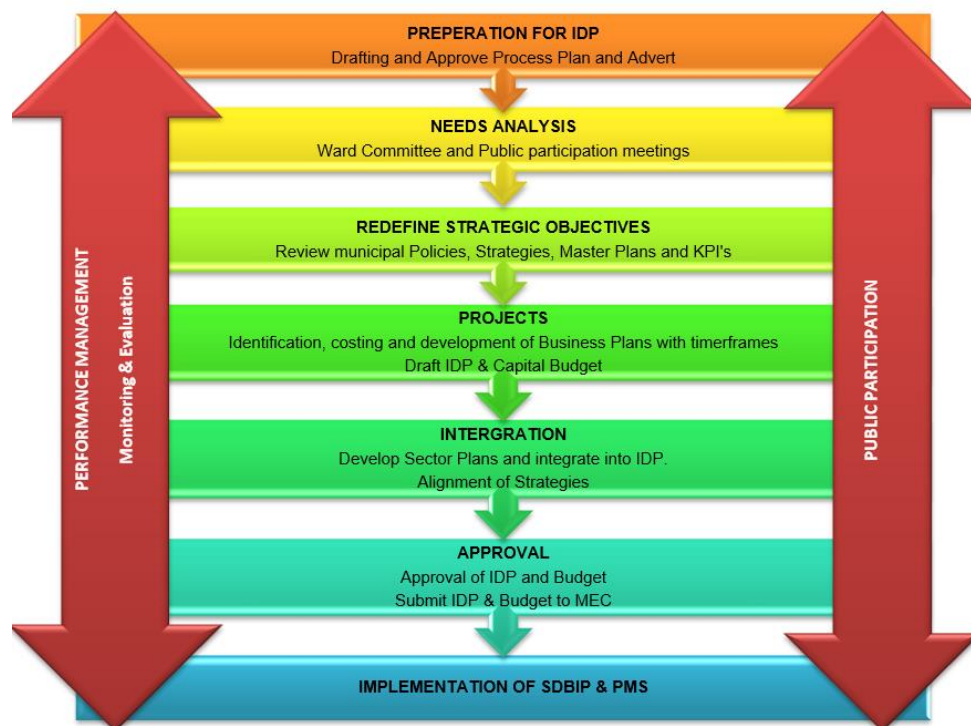 PREPERATION FOR IDP
Drafting and Approve Process Plan and Advert
NEEDS ANALYSIS
Ward Committee and Public participation meetings
REDEFINE STRATEGIC OBJECTIVES
Review municipal Policies, Strategies, Master Plans and KPI's
PROJECTS
Identification, costing and development of Business Plans with timerframes
Draft IDP & Capital Budget
INTERGRATION
Develop Sector Plans and integrate into IDP.
Alignment of Strategies
APPROVAL
Approval of IDP and Budget
Submit IDP & Budget to MEC
IMPLEMENTATION OF SDBIP & PMS
PERFORMANCE MANAGEMENT
Monitoring & Evaluation
PUBLIC PARTICIPATION